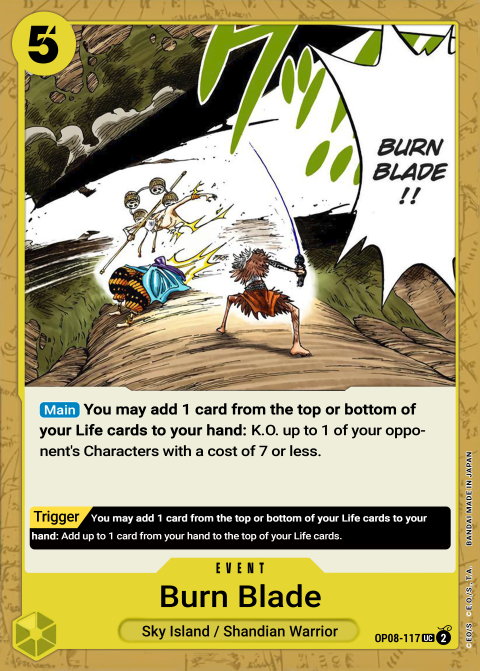 5
BURN
BLADE
!!
Main You may add 1 card from the top or bottom of
your Life cards to your hand: K.O. up to 1 of your oppo-
nent's Characters with a cost of 7 or less.
Trigger You may add 1 card from the top or bottom of your Life cards to your
hand: Add up to 1 card from your hand to the top of your Life cards.
EVENT
Burn Blade
Sky Island / Shandian Warrior
OP08-117 UC 2
©E.O/S. ©E.O./S.,T.A. BANDAI MADE IN JAPAN